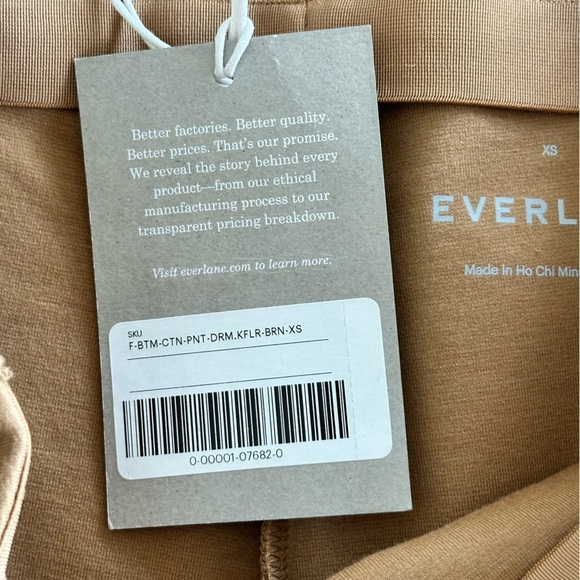 Better factories. Better quality.
Better prices. That's our promise.
We reveal the story behind every
product—from our ethical
manufacturing process to our
transparent pricing breakdown.
Visit everlane.com to learn more.
SKU
F-BTM-CTN-PNT-DRM.KFLR-BRN-XS
0-00001-07682-0
XS
EVERL
Made in Ho Chi Min